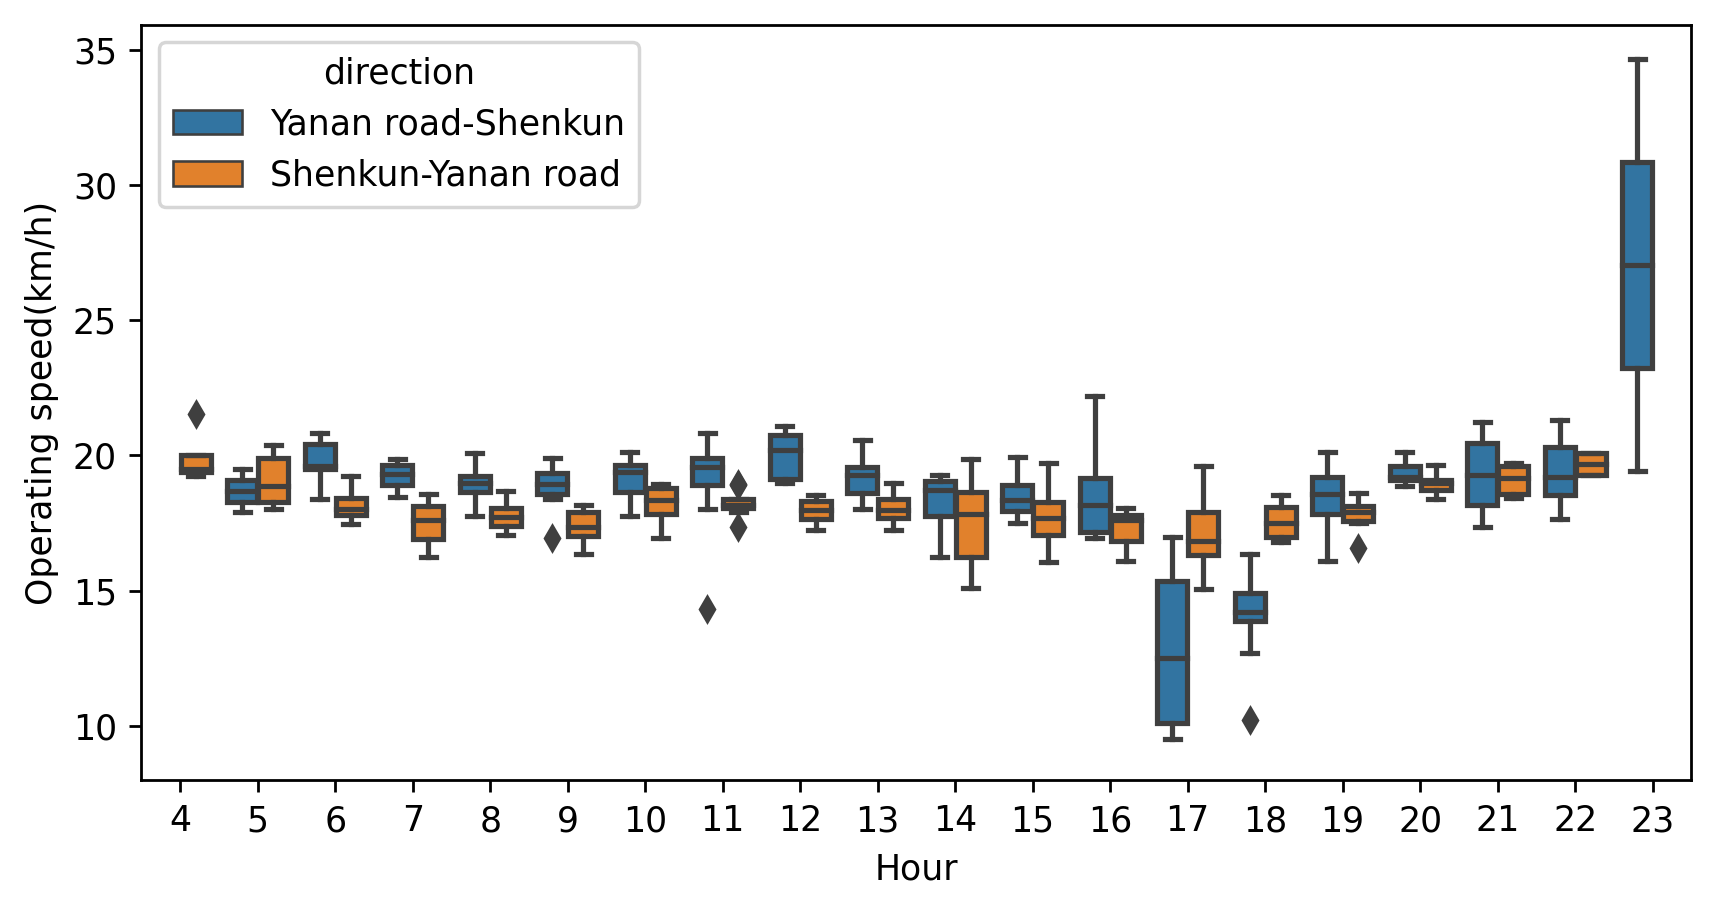 direction
Yanan road-Shenkun
Shenkun-Yanan road
Operating speed(km/h)
35
30
25
20
15
10
4 5 6 7 8 9 10 11 12 13 14 15 16 17 18 19 20 21 22 23
Hour